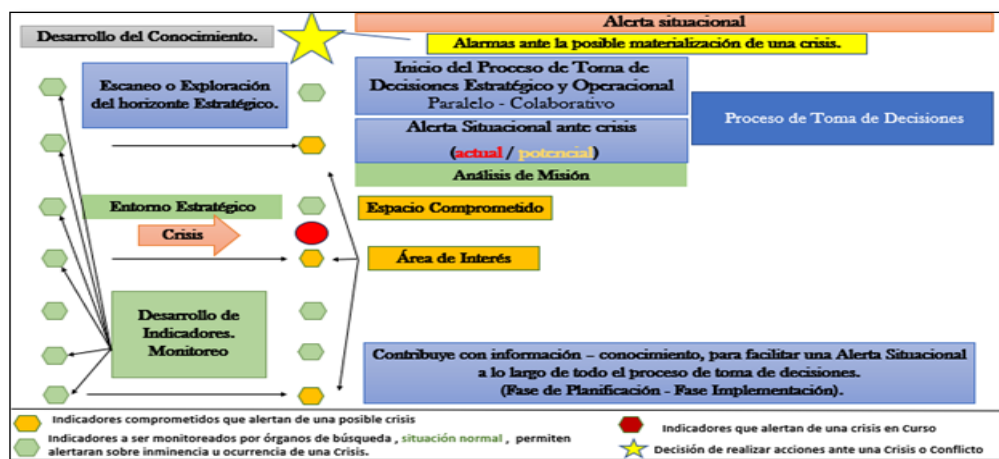 Alerta situacional
Desarrollo del Conocimiento.
Alarmas ante la posible materialización de una crisis.
Escaneo o Exploración
del horizonte Estratégico.
Inicio del Proceso de Toma de
Decisiones Estratégico y Operacional
Paralelo - Colaborativo
Proceso de Toma de Decisiones
Alerta Situacional ante crisis
(actual / potencial)
Análisis de Misión
Entorno Estratégico
Espacio Comprometido
Crisis
Área de Interés
Desarrollo de
Indicadores.
Monitoreo
Contribuye con información – conocimiento, para facilitar una Alerta Situacional
a lo largo de todo el proceso de toma de decisiones.
(Fase de Planificación - Fase Implementación).
Indicadores comprometidos que alertan de una posible crisis
Indicadores que alertan de una crisis en Curso
Indicadores a ser monitoreados por órganos de búsqueda , situación normal , permiten
alertaran sobre inminencia u ocurrencia de una Crisis.
Decisión de realizar acciones ante una Crisis o Conflicto